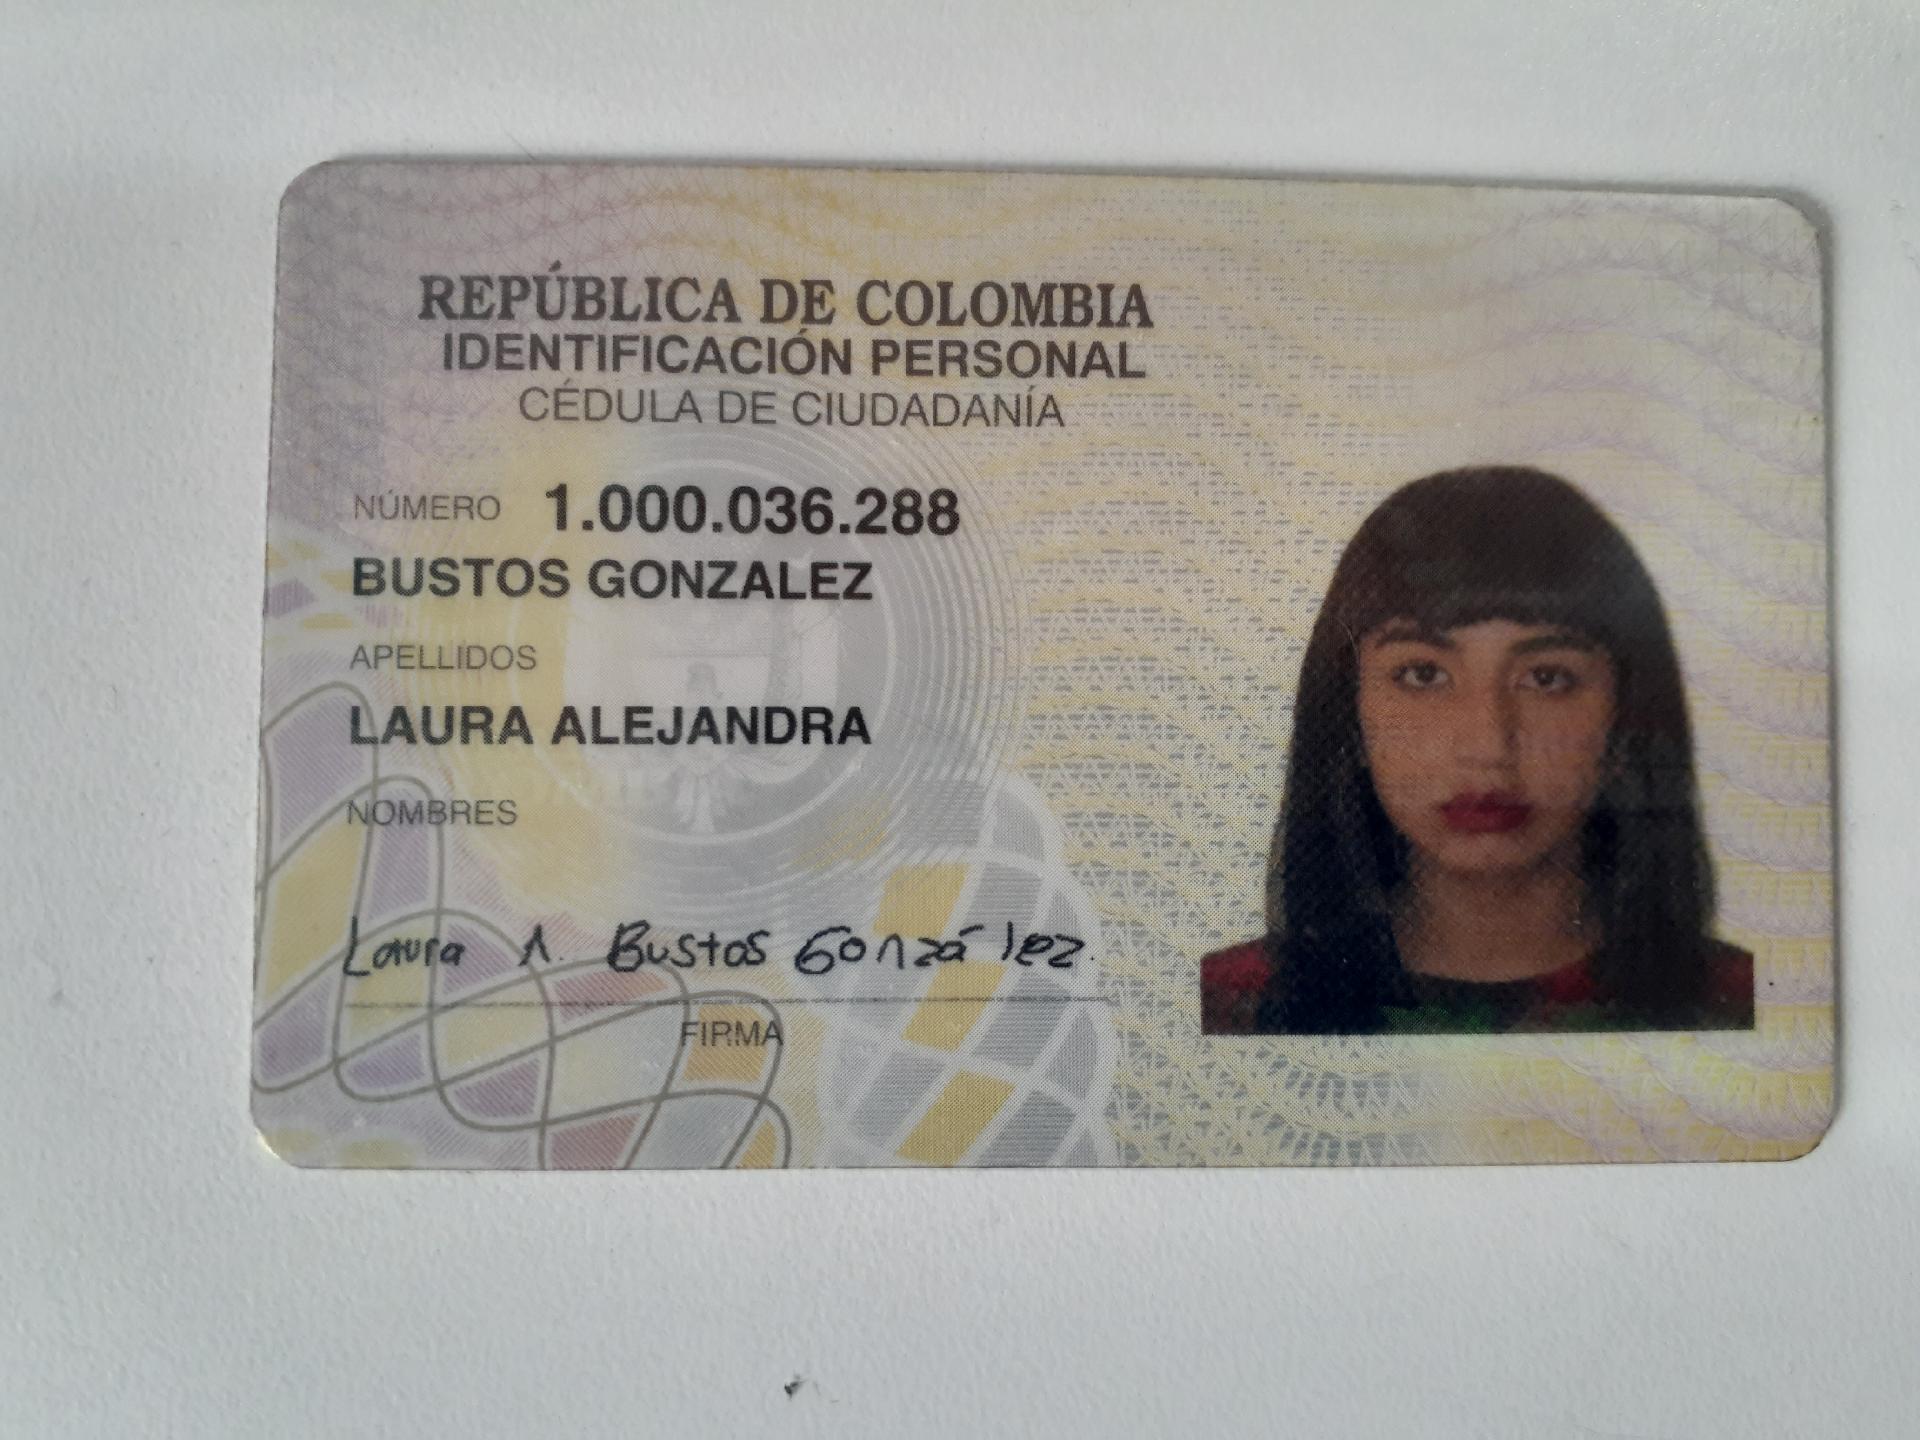 REPÚBLICA DE COLOMBIA
IDENTIFICACIÓN PERSONAL
CÉDULA DE CIUDADANÍA
NÚMERO 1.000.036.288
BUSTOS GONZALEZ
APELLIDOS
LAURA ALEJANDRA
NOMBRES
Laura A. Bustos González.
FIRMA